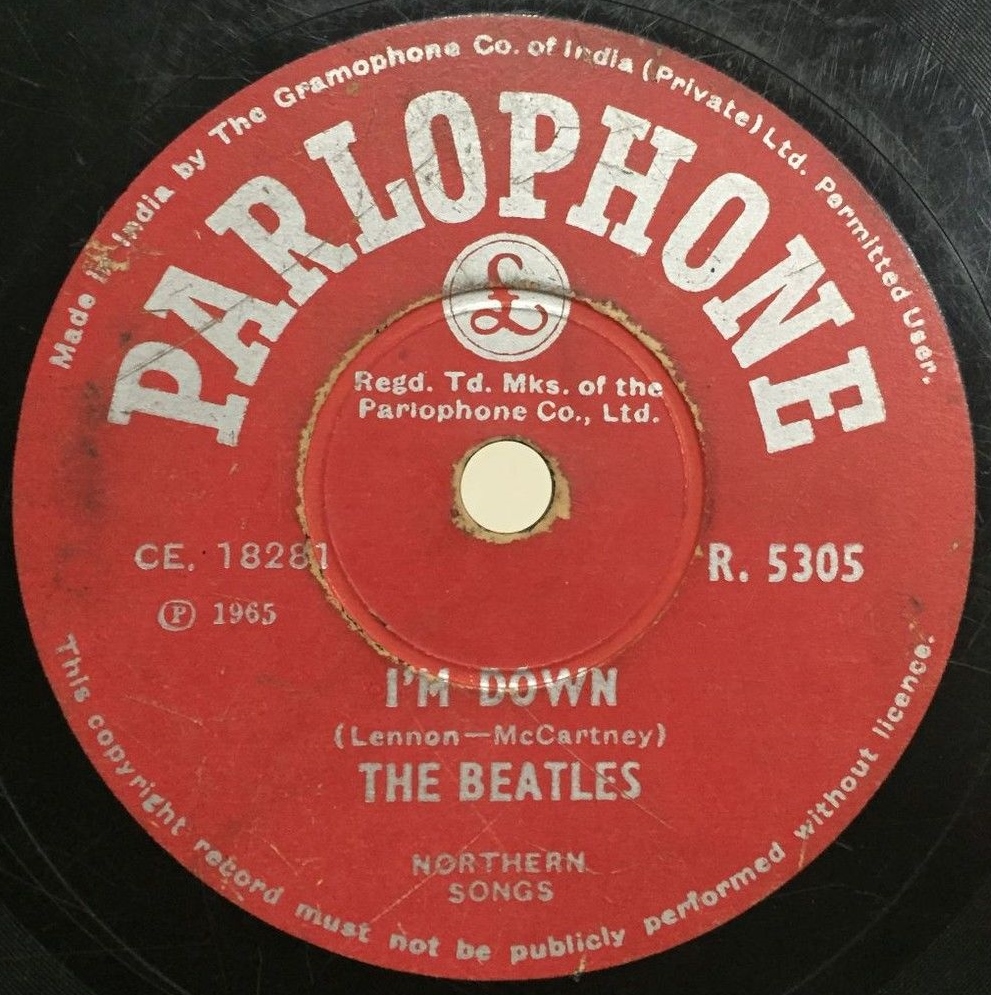 Made in India by The Gramophone Co. of India (Private) Ltd. Permitted User.
PARLOPHONE
£
Regd. Td. Mks. of the
Parlophone Co., Ltd.
CE. 18281
R. 5305
Ⓟ 1965
I'M DOWN
(Lennon—McCartney)
THE BEATLES
NORTHERN
SONGS
This copyright record must not be publicly performed without licence.